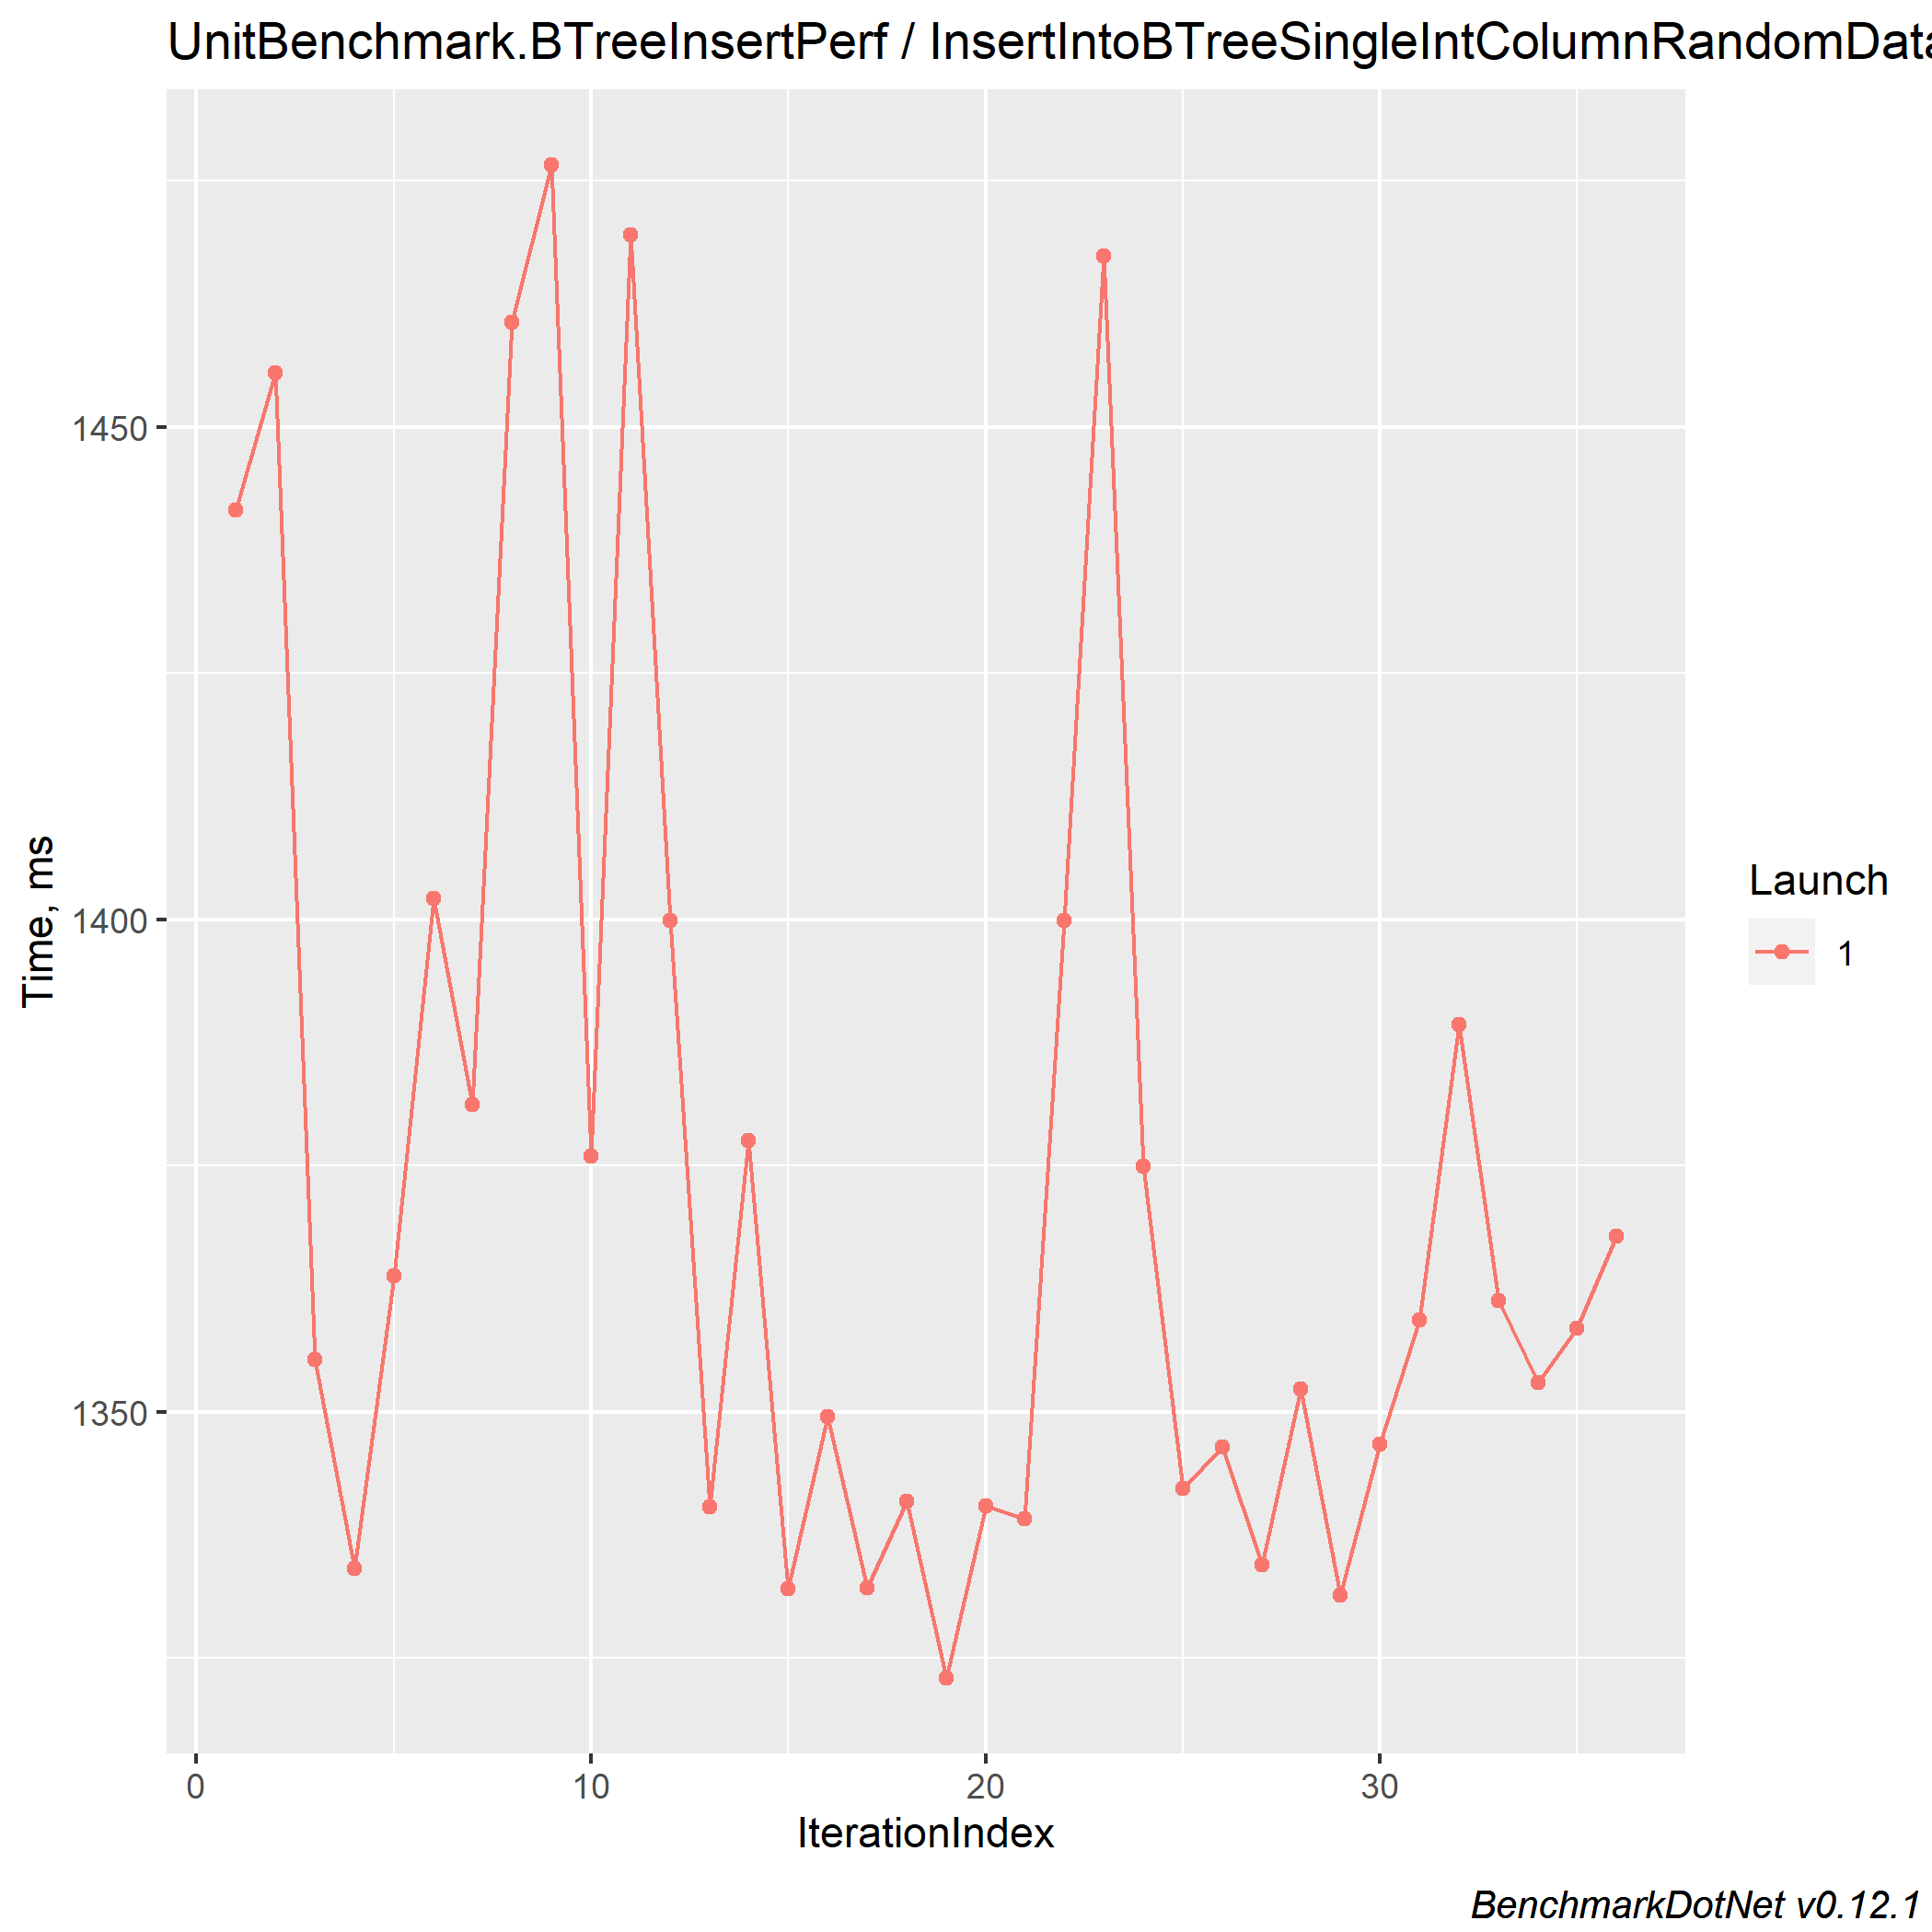 UnitBenchmark.BTreeInsertPerf / InsertIntoBTreeSingleIntColumnRandomData
1450
1400
1350
Time, ms
0 10 20 30
IterationIndex
Launch
1
BenchmarkDotNet v0.12.1